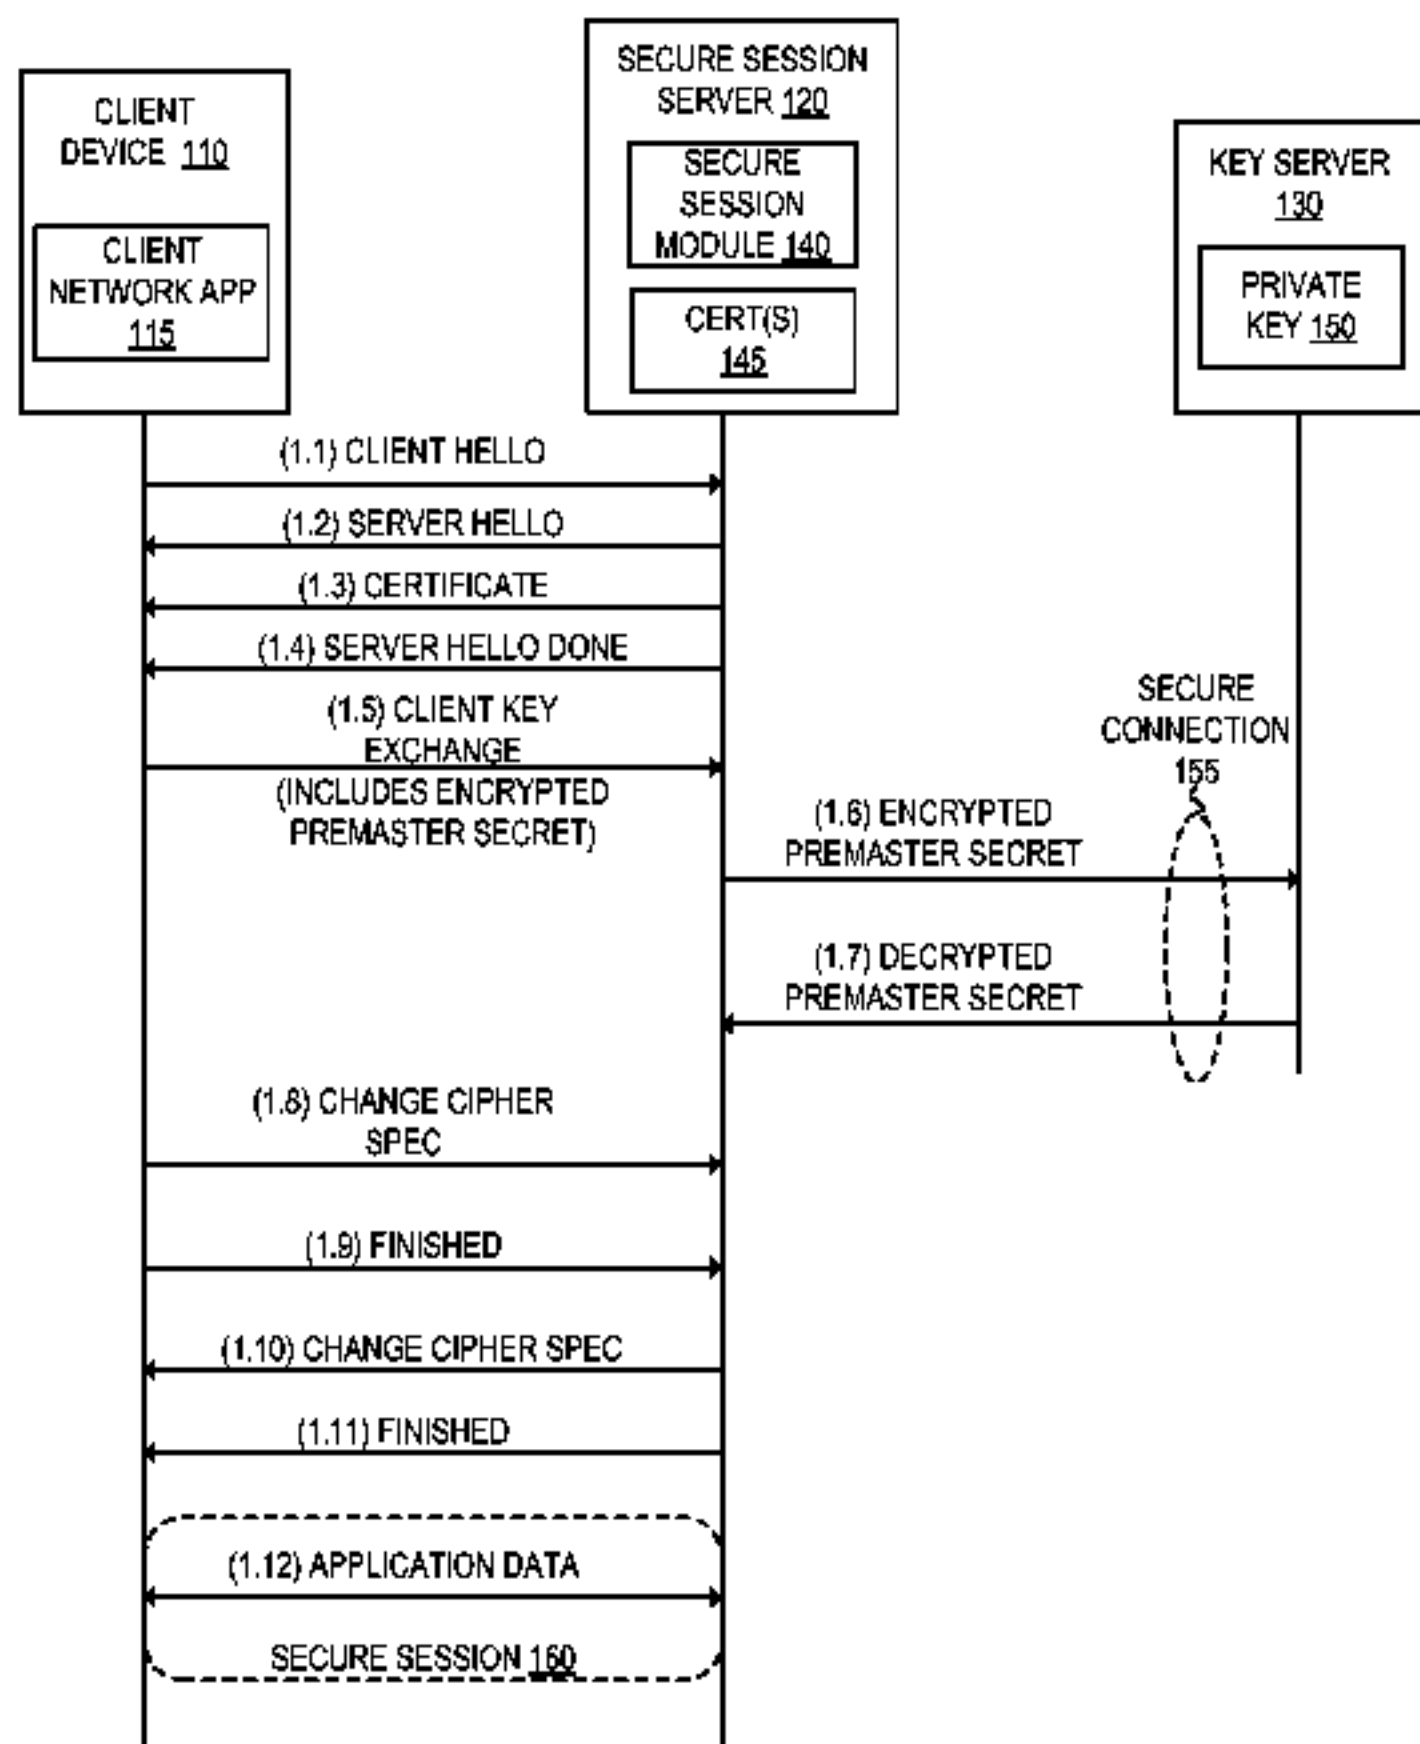 CLIENT
DEVICE 110
CLIENT
NETWORK APP
115
SECURE SESSION
SERVER 120
SECURE
SESSION
MODULE 140
CERT(S)
145
KEY SERVER
130
PRIVATE
KEY 150
(1.1) CLIENT HELLO
(1.2) SERVER HELLO
(1.3) CERTIFICATE
(1.4) SERVER HELLO DONE
(1.5) CLIENT KEY
EXCHANGE
(INCLUDES ENCRYPTED
PREMASTER SECRET)
SECURE
CONNECTION
155
(1.6) ENCRYPTED
PREMASTER SECRET
(1.7) DECRYPTED
PREMASTER SECRET
(1.8) CHANGE CIPHER
SPEC
(1.9) FINISHED
(1.10) CHANGE CIPHER SPEC
(1.11) FINISHED
(1.12) APPLICATION DATA
SECURE SESSION 160